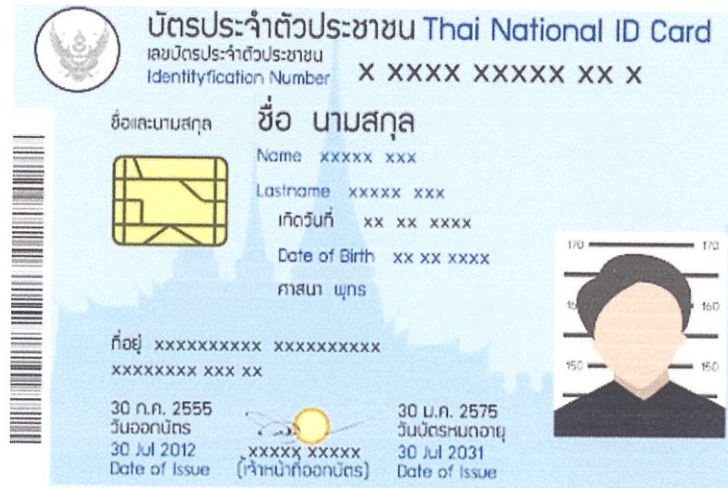 บัตรประจำตัวประชาชน Thai National ID Card
เลขบัตรประจำตัวประชาชน
Identityfication Number X XXXX XXXXX XX X
ชื่อและนามสกุล ชื่อ นามสกุล
Name xxxxx xxx
Lastname xxxxx xxx
เกิดวันที่ xx xx xxxx
Date of Birth xx xx xxxx
ศาสนา พุทธ
170 170
160
150 150
ที่อยู่ xxxxxxxxxx xxxxxxxxxx
xxxxxxxx xxx xx
30 ก.ค. 2555
วันออกบัตร
30 Jul 2012
Date of Issue
xxxxx xxxxx
(เจ้าหน้าที่ออกบัตร)
30 ม.ค. 2575
วันบัตรหมดอายุ
30 Jul 2031
Date of Issue